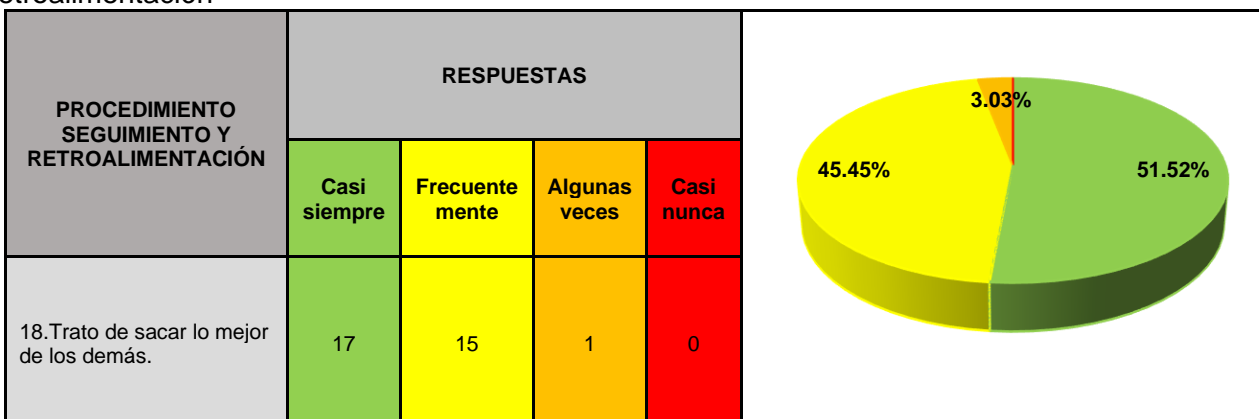 PROCEDIMIENTO
SEGUIMIENTO Y
RETROALIMENTACIÓN
RESPUESTAS
Casi
siempre
Frecuente
mente
Algunas
veces
Casi
nunca
18.Trato de sacar lo mejor
de los demás.
17
15
1
0
3.03%
45.45%
51.52%